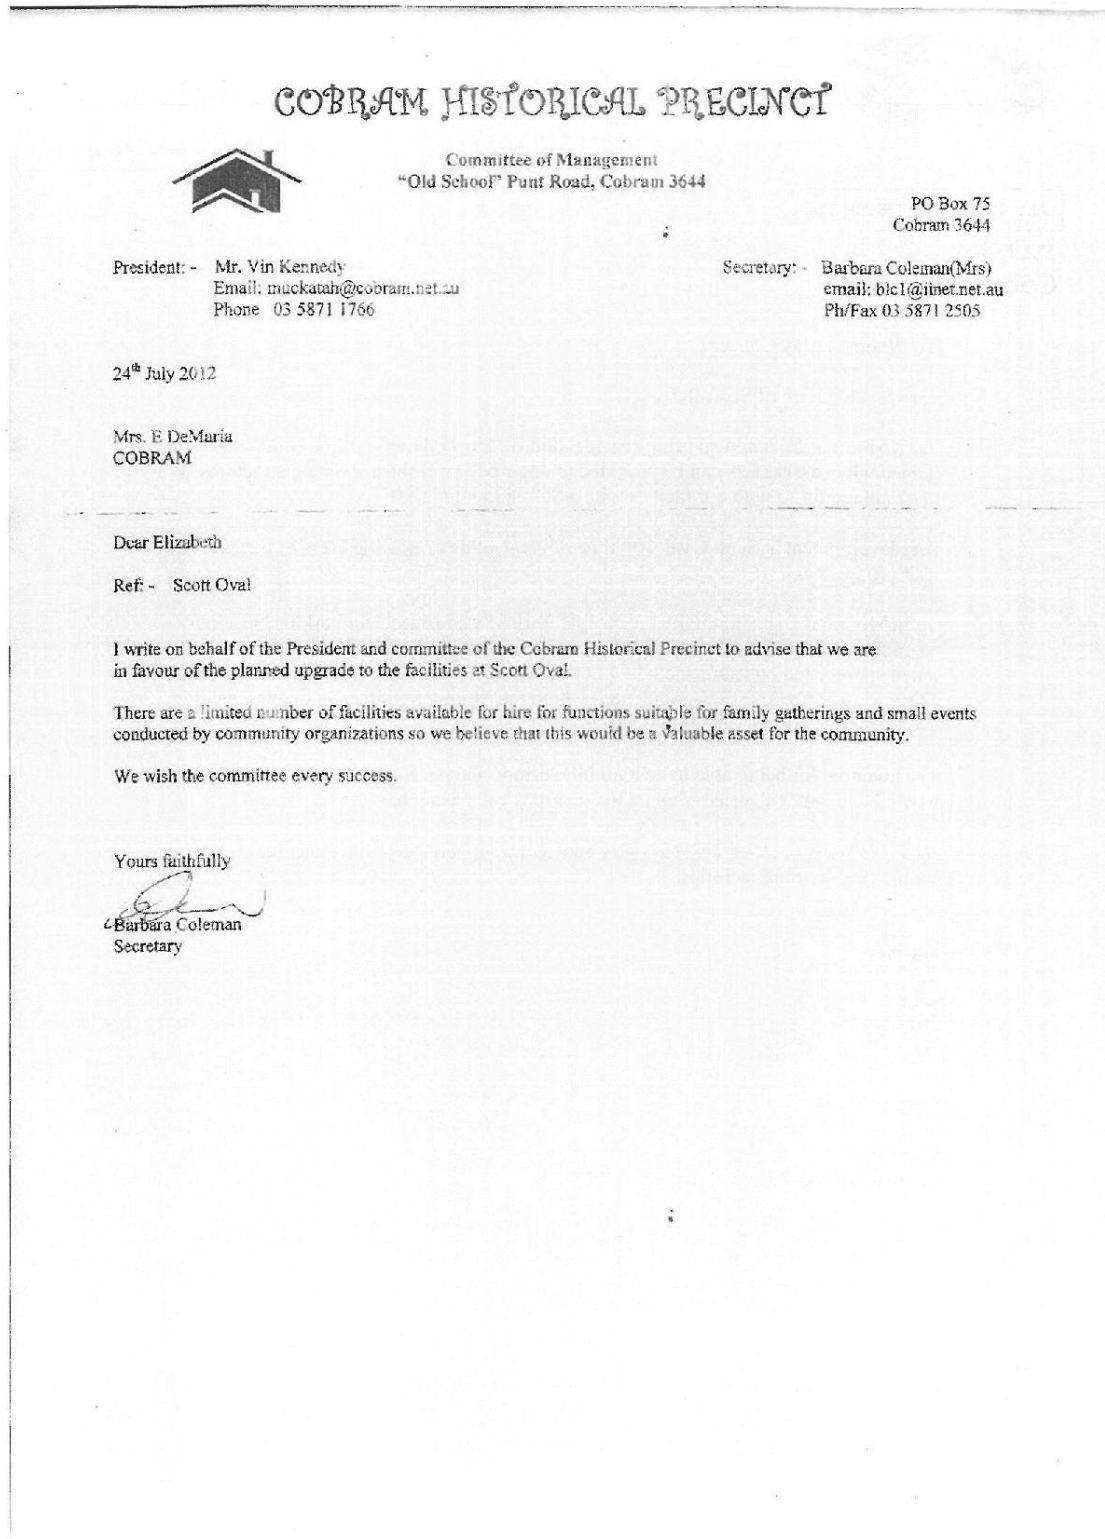 COBRAM HISTORICAL PRECINCT
Committee of Management
"Old School" Punt Road, Cobram 3644
PO Box 75
Cobram 3644
President: - Mr. Vin Kennedy
Email: muckatah@cobram.net.au
Phone 03 5871 1766
Secretary: - Barbara Coleman(Mrs)
email: blc1@iinet.net.au
Ph/Fax 03 5871 2505
24th July 2012
Mrs. E DeMaria
COBRAM
Dear Elizabeth
Ref: - Scott Oval
I write on behalf of the President and committee of the Cobram Historical Precinct to advise that we are
in favour of the planned upgrade to the facilities at Scott Oval.
There are a limited number of facilities available for hire for functions suitable for family gatherings and small events
conducted by community organizations so we believe that this would be a valuable asset for the community.
We wish the committee every success.
Yours faithfully
Barbara Coleman
Secretary